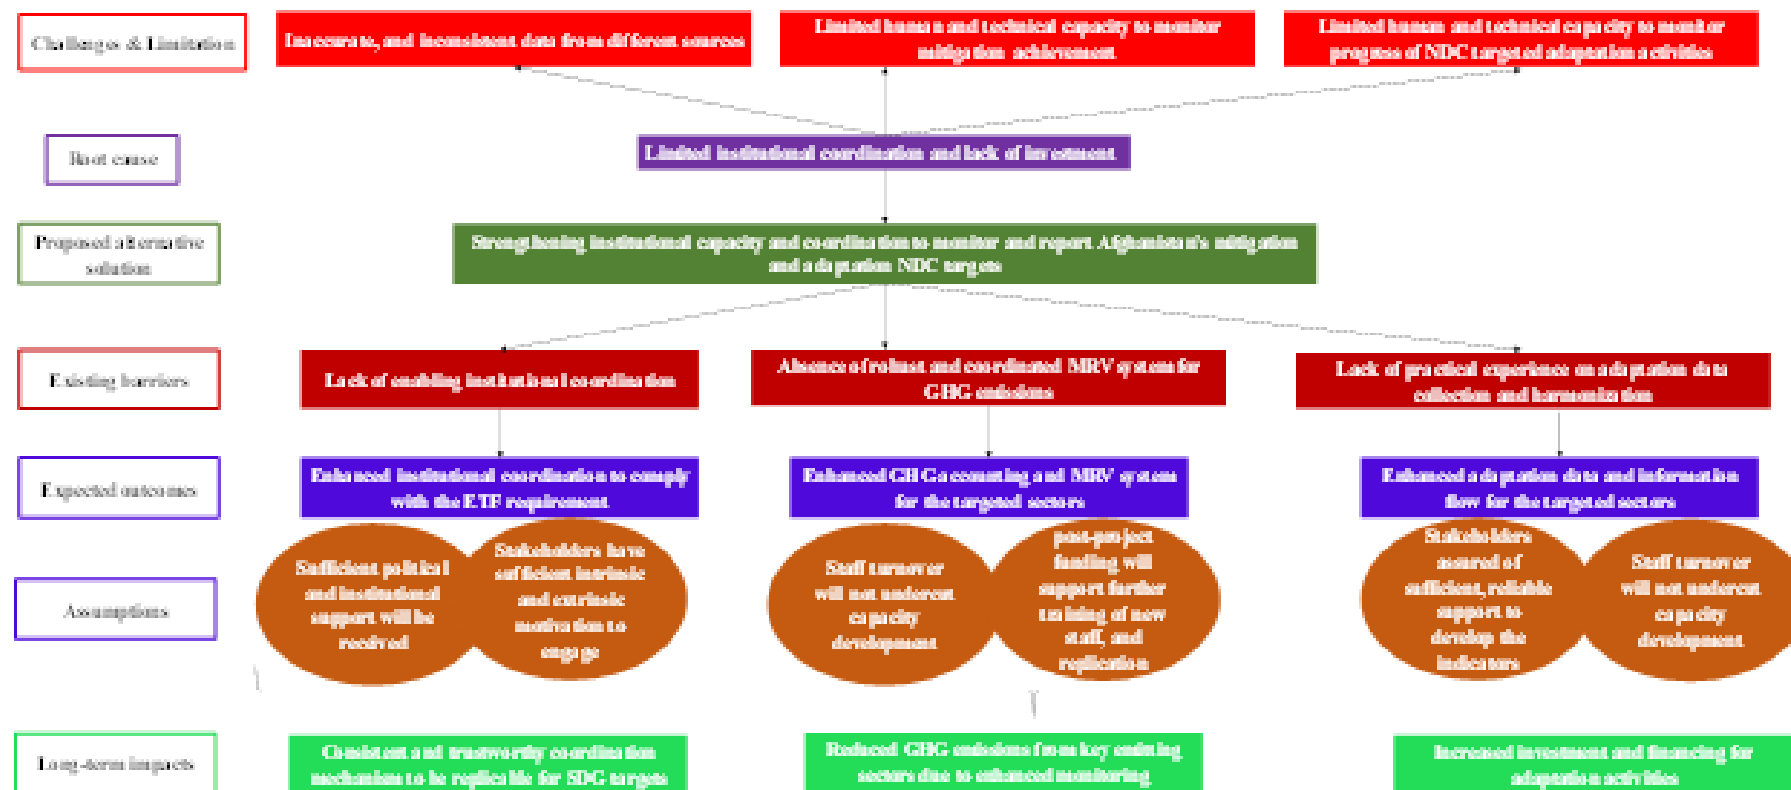 Challenges & Limitation
Inaccurate, and inconsistent data from different sources
Limited human and technical capacity to monitor
mitigation achievement.
Limited human and technical capacity to monitor
progress of NDC targeted adaptation activities
Root cause
Limited institutional coordination and lack of investment.
Proposed alternative
solution
Strengthening institutional capacity and co-ordination to monitor and report Afghanistan's mitigation
and adaptation NDC targets
Existing barriers
Lack of enabling institutional coordination
Absence of robust and coordinated MRV system for
GHG emissions
Lack of practical experience on adaptation data
collection and harmonization
Expected outcomes
Enhanced institutional coordination to comply
with the ETF requirement.
Enhanced GHG accounting and MRV system
for the targeted sectors
Enhanced adaptation data and information
flow for the targeted sectors
Assumptions
Sufficient political
and institutional
support will be
received
Stakeholders have
sufficient intrinsic
and extrinsic
motivation to
engage
Staff turnover
will not undercut
capacity
development
post-project
funding will
support further
training of new
staff, and
replication
Stakeholders
assured of
sufficient, reliable
support to
develop the
indicators
Staff turnover
will not undercut
capacity
development.
Long-term impacts
Consistent and trustworthy coordination
mechanism to be replicable for SDG targets
Reduced GHG emissions from key emitting
sectors due to enhanced monitoring.
Increased investment and financing for
adaptation activities